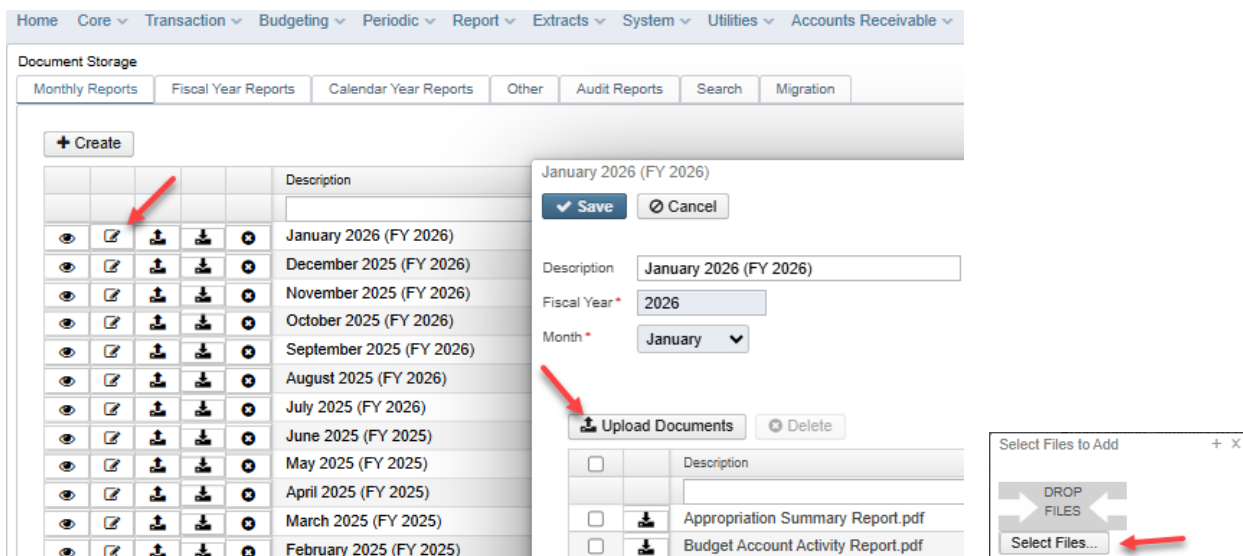 Home Core Transaction Budgeting Periodic Report Extracts System Utilities Accounts Receivable
Document Storage
Monthly Reports Fiscal Year Reports Calendar Year Reports Other Audit Reports Search Migration
Create
Description
January 2026 (FY 2026)
December 2025 (FY 2026)
November 2025 (FY 2026)
October 2025 (FY 2026)
September 2025 (FY 2026)
August 2025 (FY 2026)
July 2025 (FY 2026)
June 2025 (FY 2025)
May 2025 (FY 2025)
April 2025 (FY 2025)
March 2025 (FY 2025)
February 2025 (FY 2025)
January 2026 (FY 2026)
Save Cancel
Description January 2026 (FY 2026)
Fiscal Year * 2026
Month * January
Upload Documents Delete
Description
Appropriation Summary Report.pdf
Budget Account Activity Report.pdf
Select Files to Add + X
DROP
FILES
Select Files...